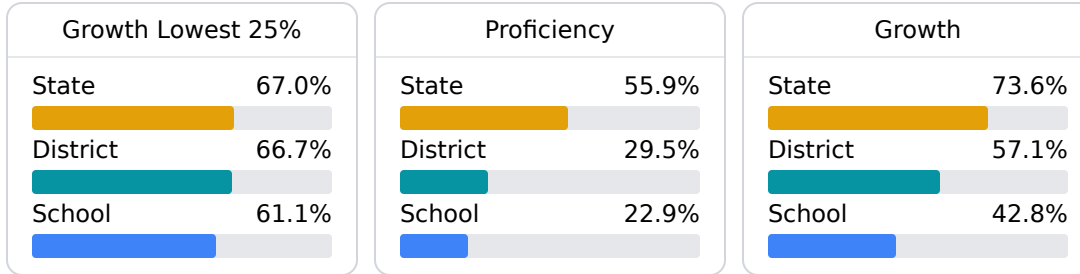 Growth Lowest 25%
State 67.0%
District 66.7%
School 61.1%
Proficiency
State 55.9%
District 29.5%
School 22.9%
Growth
State 73.6%
District 57.1%
School 42.8%